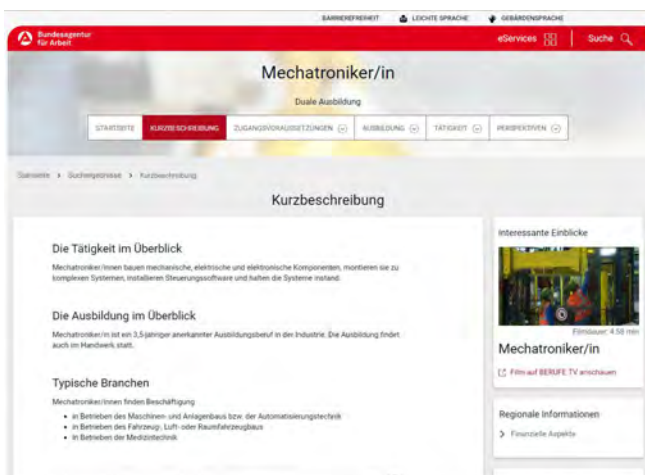 BARRIEREFREIHEIT LEICHTE SPRACHE GEBÄRDENSPRACHE
Bundesagentur
für Arbeit
eServices Suche
Mechatroniker/in
Duale Ausbildung
STARTSEITE KURZBESCHREIBUNG ZUGANGSVORAUSSETZUNGEN AUSBILDUNG TÄTIGKEIT PERSPEKTIVEN
Startseite > Suchergebnisse > Kurzbeschreibung
Kurzbeschreibung
Die Tätigkeit im Überblick
Mechatroniker/innen bauen mechanische, elektrische und elektronische Komponenten, montieren sie zu
komplexen Systemen, installieren Steuerungssoftware und halten die Systeme instand.
Die Ausbildung im Überblick
Mechatroniker/in ist ein 3,5-jähriger anerkannter Ausbildungsberuf in der Industrie. Die Ausbildung findet
auch im Handwerk statt.
Typische Branchen
Mechatroniker/innen finden Beschäftigung
• in Betrieben des Maschinen- und Anlagenbaus bzw. der Automatisierungstechnik
• in Betrieben des Fahrzeug-, Luft- oder Raumfahrzeugbaus
• in Betrieben der Medizintechnik
Interessante Einblicke
Filmdauer: 4:58 min
Mechatroniker/in
Film auf BERUFE TV anschauen
Regionale Informationen
> Finanzielle Aspekte